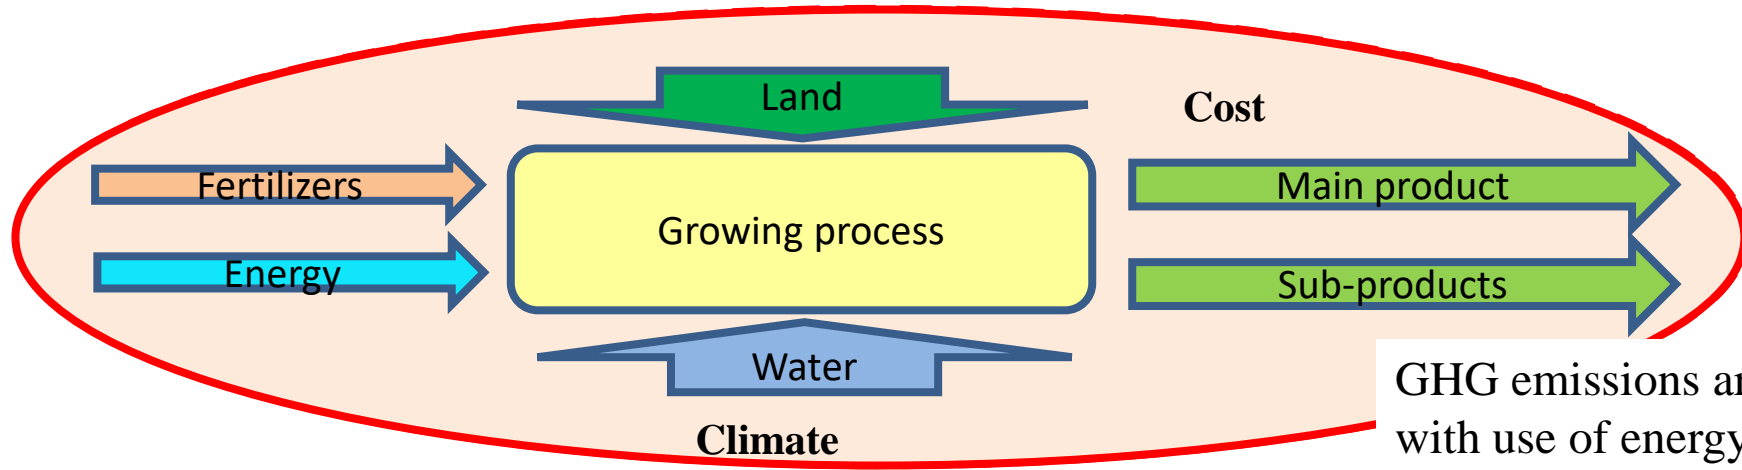 Land
Cost
Fertilizers
Main product
Growing process
Energy
Sub-products
Water
GHG emissions
with use of energy
Climate